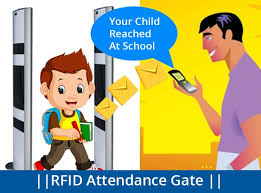 Your Child
Reached
At School
||RFID Attendance Gate ||